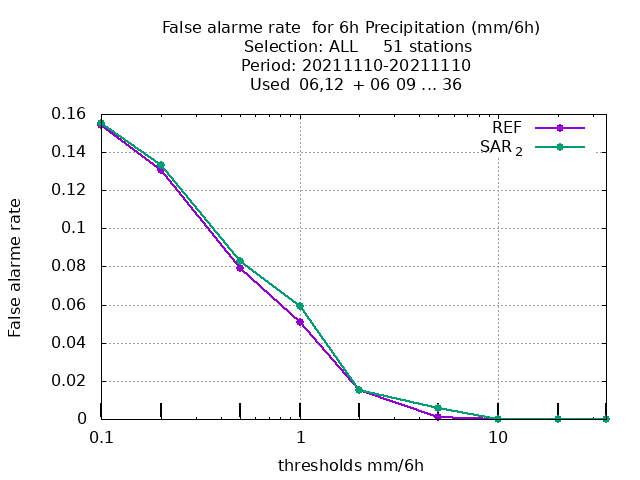 False alarme rate  for 6h Precipitation (mm/6h)
Selection: ALL     51 stations
Period: 20211110-20211110
Used  06,12  + 06 09 ... 36
0.16
0.14
0.12
0.1
0.08
0.06
0.04
0.02
0
REF
SAR 2
False alarme rate
0.1
1
10
thresholds mm/6h